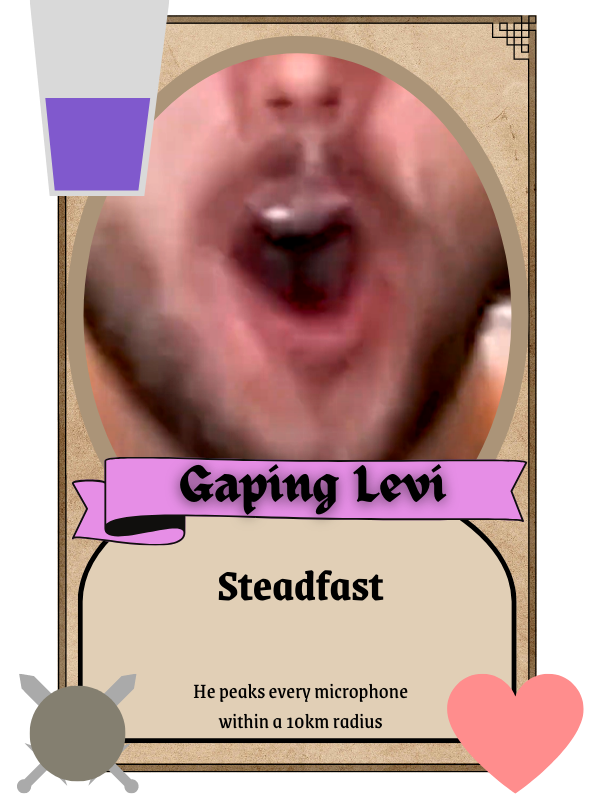 Gaping Levi
Steadfast
He peaks every microphone
within a 10km radius